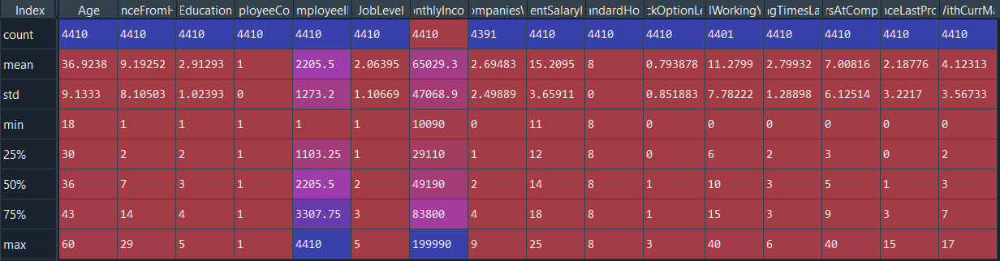 Index Age nceFromH Education ployeeCo mployeeI JobLevel nthlyInco ompaniesW entSalaryI andardHo ckOptionLe lWorkingY ngTimesLa rsAtComp nceLastPro WithCurrMa
count 4410 4410 4410 4410 4410 4410 4410 4391 4410 4410 4410 4401 4410 4410 4410 4410
mean 36.9238 9.19252 2.91293 1 2205.5 2.06395 65029.3 2.69483 15.2095 8 0.793878 11.2799 2.79932 7.00816 2.18776 4.12313
std 9.1333 8.10503 1.02393 0 1273.2 1.10669 47068.9 2.49889 3.65911 0 0.851883 7.78222 1.28898 6.12514 3.2217 3.56733
min 18 1 1 1 1 1 10090 0 11 8 0 0 0 0 0 0
25% 30 2 2 1 1103.25 1 29110 1 12 8 0 6 2 3 0 2
50% 36 7 3 1 2205.5 2 49190 2 14 8 1 10 3 5 1 3
75% 43 14 4 1 3307.75 3 83800 4 18 8 1 15 3 9 3 7
max 60 29 5 1 4410 5 199990 9 25 8 3 40 6 40 15 17